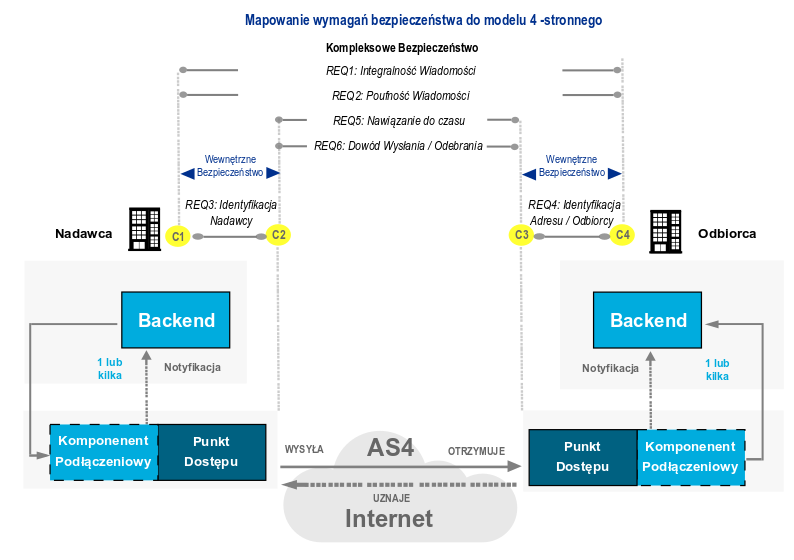 Mapowanie wymagań bezpieczeństwa do modelu 4 -stronnego
Kompleksowe Bezpieczeństwo
REQ1: Integralność Wiadomości
REQ2: Poufność Wiadomości
REQ5: Nawiązanie do czasu
REQ6: Dowód Wysłania / Odebrania
Wewnętrzne
Bezpieczeństwo
Wewnętrzne
Bezpieczeństwo
REQ3: Identyfikacja
Nadawcy
REQ4: Identyfikacja
Adresu / Odbiorcy
Nadawca
C1
C2
C3
C4
Odbiorca
Backend
Backend
1 lub
kilka
Notyfikacja
Notyfikacja
1 lub
kilka
Komponenent
Podłączeniowy
Punkt
Dostępu
WYSYŁA
AS4
OTRZYMUJE
UZNAJE
Internet
Punkt
Dostępu
Komponenent
Podłączeniowy